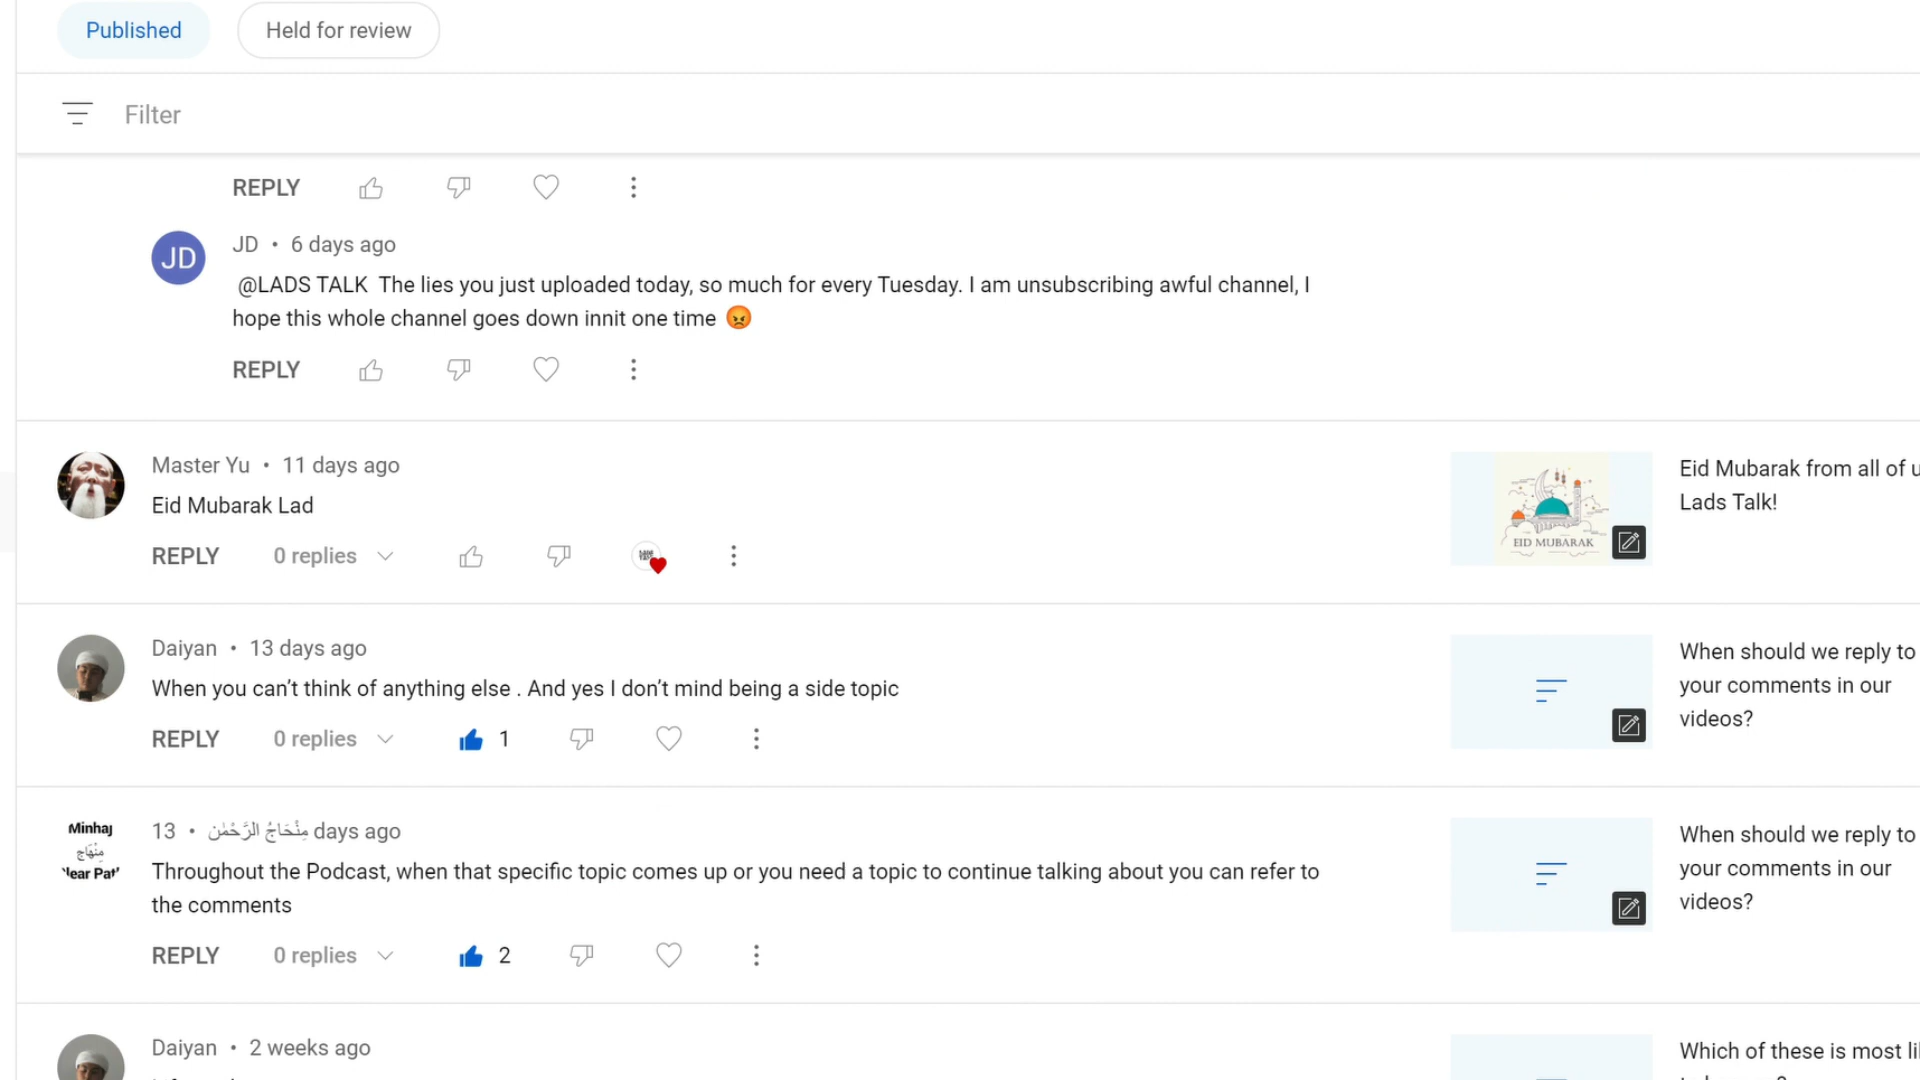 Published
Held for review
Filter
REPLY
JD
JD • 6 days ago
@LADS TALK The lies you just uploaded today, so much for every Tuesday. I am unsubscribing awful channel, I
hope this whole channel goes down innit one time 😡
REPLY
Master Yu • 11 days ago
Eid Mubarak Lad
REPLY 0 replies
Eid Mubarak from all of u
Lads Talk!
EID MUBARAK
Daiyan • 13 days ago
When you can’t think of anything else . And yes I don’t mind being a side topic
REPLY 0 replies 1
When should we reply to
your comments in our
videos?
Minhaj
مِنْهَاج
lear Pat
13 • مِنْحَاجُ الرَّحْمٰن days ago
Throughout the Podcast, when that specific topic comes up or you need a topic to continue talking about you can refer to
the comments
REPLY 0 replies 2
When should we reply to
your comments in our
videos?
Daiyan • 2 weeks ago
Which of these is most li